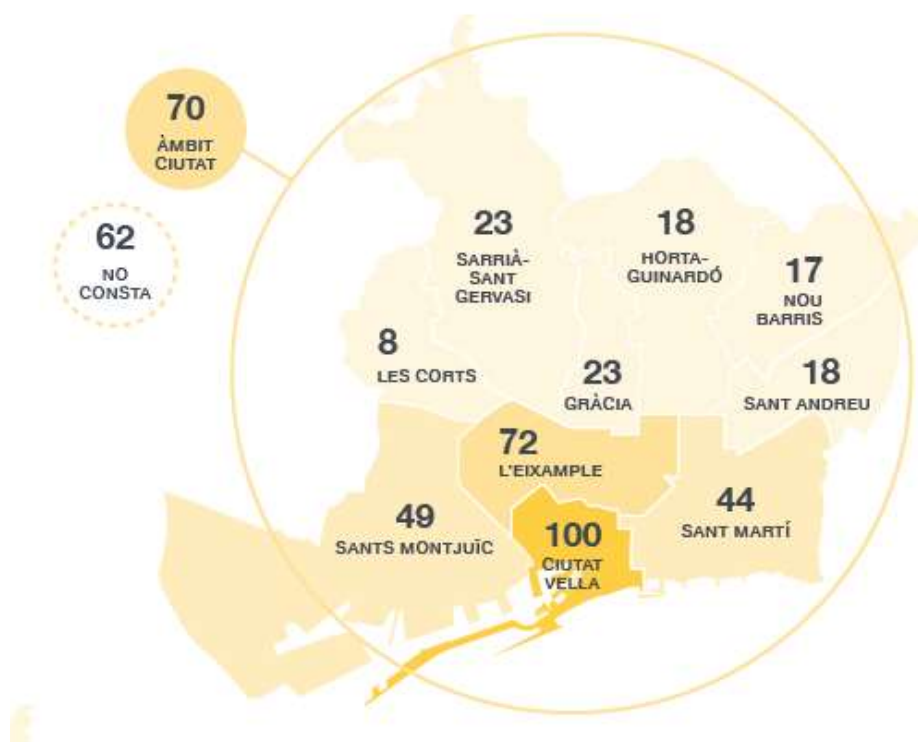 70
ÀMBIT
CIUTAT
62
NO
CONSTA
23
SARRIÀ-
SANT
GERVASI
18
HORTA-
GUINARDÓ
17
NOU
BARRIS
8
LES CORTS
23
GRÀCIA
18
SANT ANDREU
72
L'EIXAMPLE
49
SANTS MONTJUÏC
100
CIUTAT
VELLA
44
SANT MARTÍ